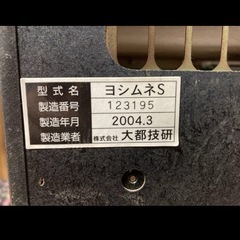 型式名 ヨシムネS
製造番号 123195
製造年月 2004.3
製造業者 株式会社 大都技研